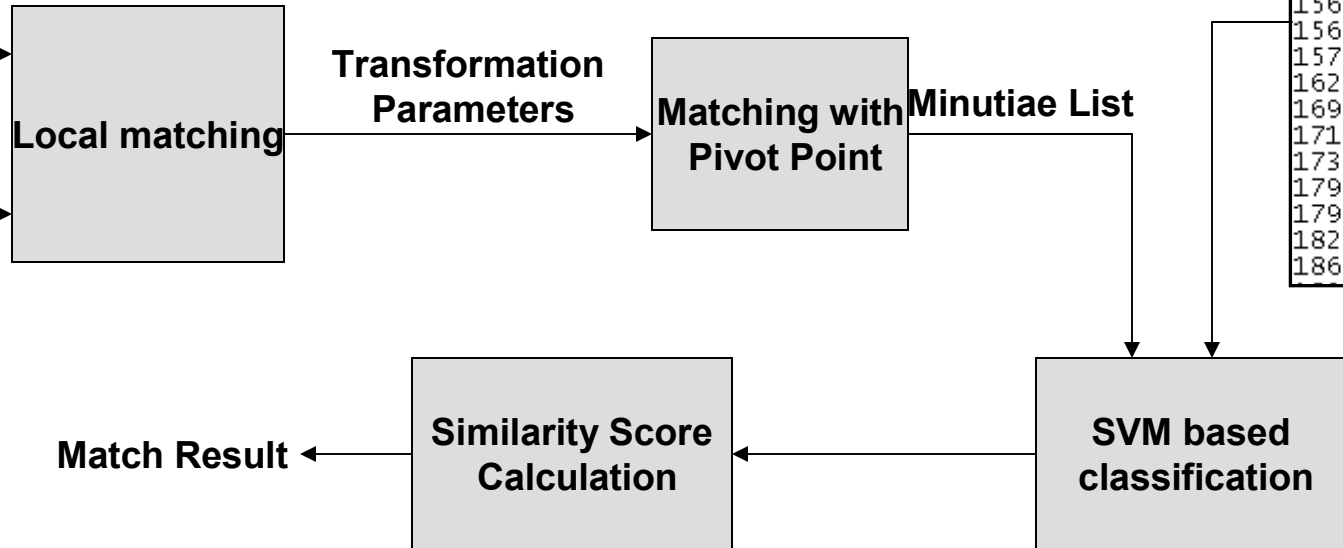 Local matching
Transformation
Parameters
Matching with
Pivot Point
Minutiae List
156
156
157
162
169
171
173
179
179
182
186
Match Result
Similarity Score
Calculation
SVM based
classification